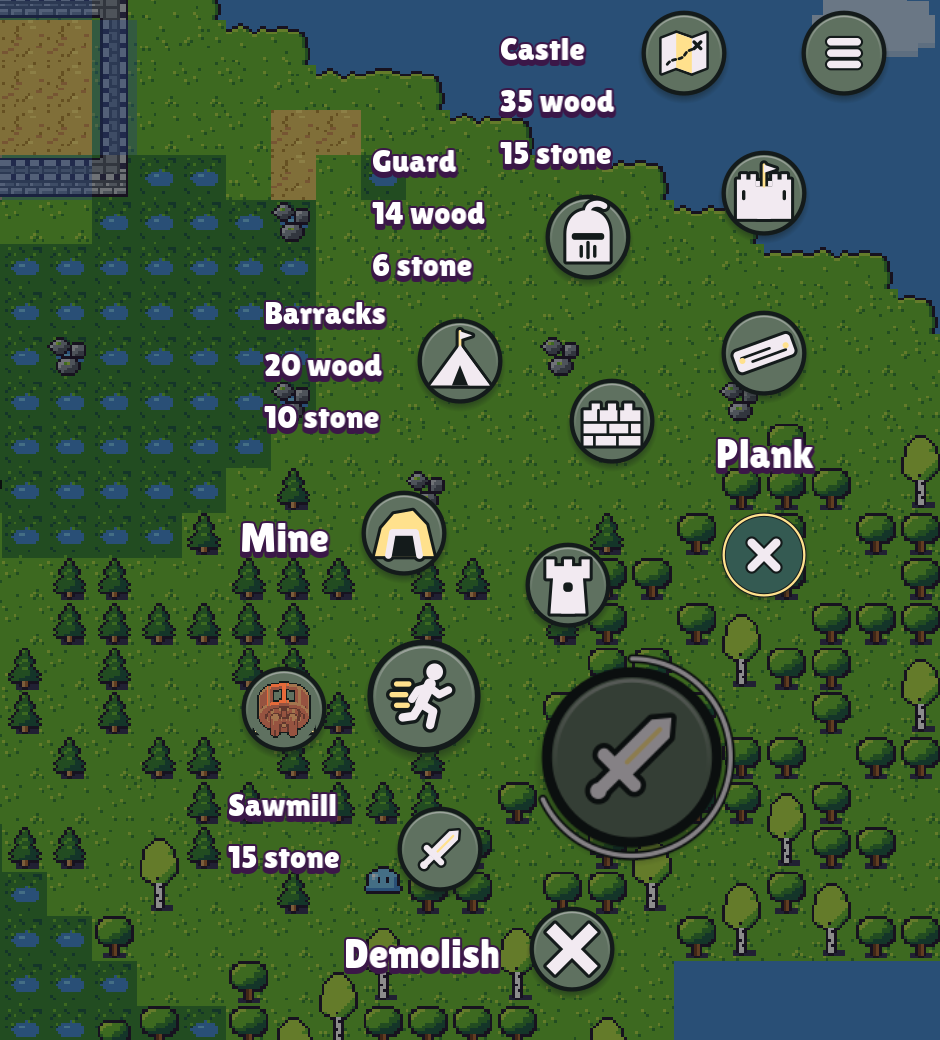 Castle
35 wood
15 stone
Guard
14 wood
6 stone
Barracks
20 wood
10 stone
Plank
Mine
Sawmill
15 stone
Demolish